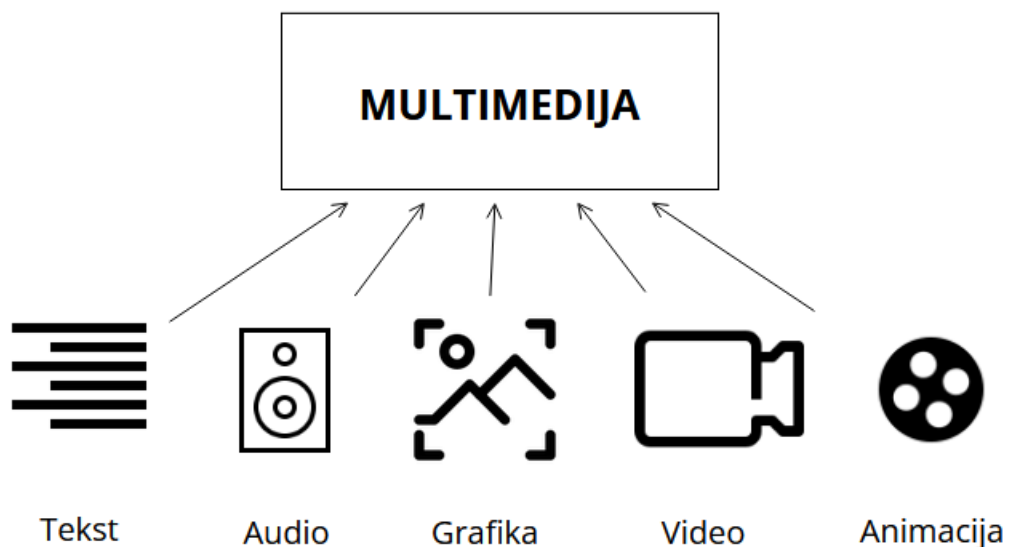 MULTIMEDIJA
Tekst
Audio
Grafika
Video
Animacija